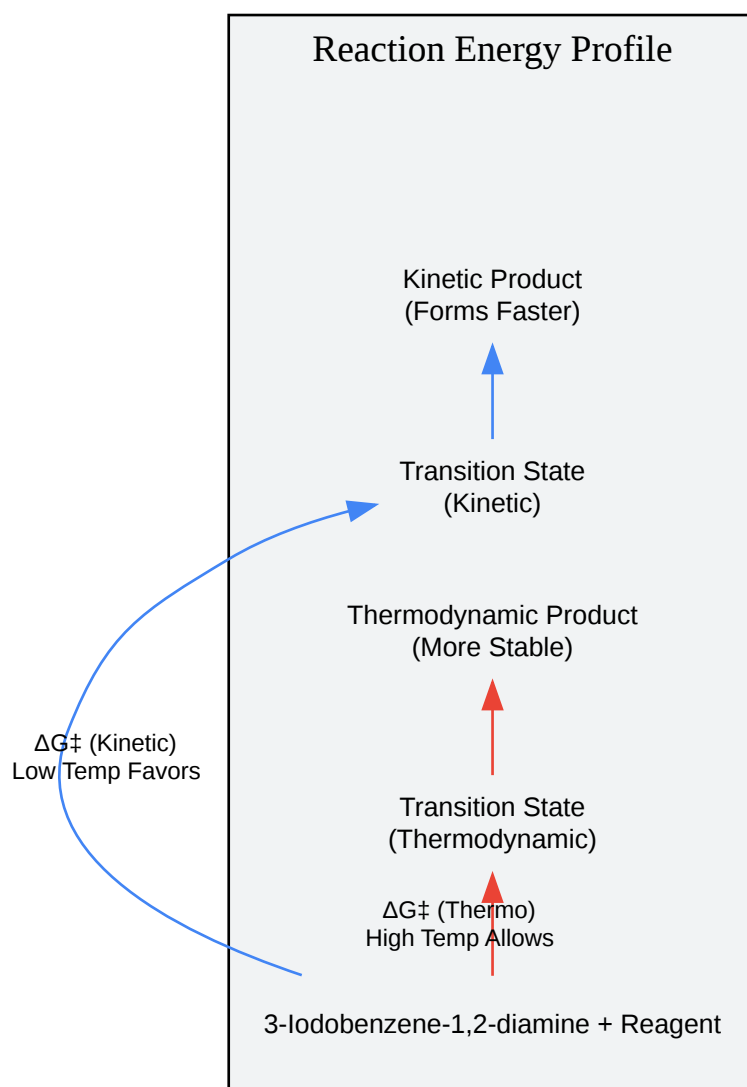 Reaction Energy Profile
Kinetic Product
(Forms Faster)
Transition State
(Kinetic)
Thermodynamic Product
(More Stable)
ΔG‡ (Kinetic)
Low Temp Favors
Transition State
(Thermodynamic)
ΔG‡ (Thermo)
High Temp Allows
3-Iodobenzene-1,2-diamine + Reagent